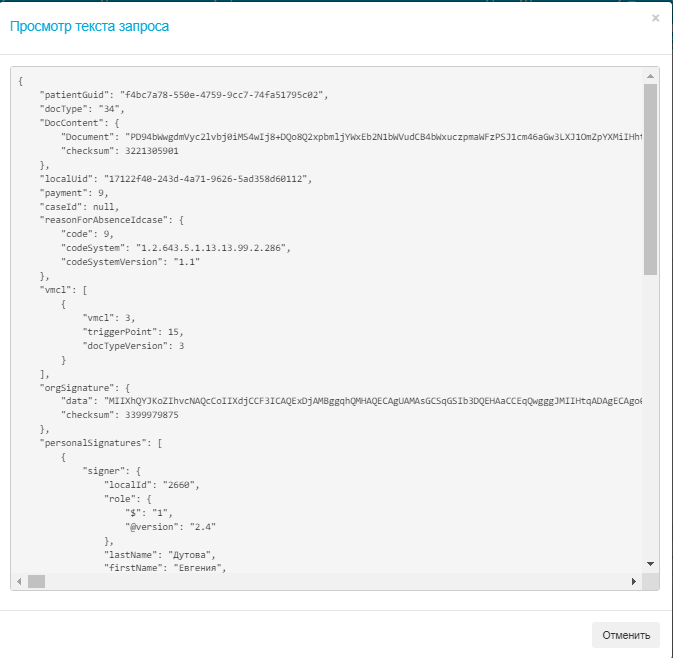 Просмотр текста запроса
×
{
"patientGuid": "f4bc7a78-550e-4759-9cc7-74fa51795c02",
"docType": "34",
"DocContent": {
"Document": "PD94bWwgdmVyc2lvbj0iMS4wIj8+DQo8Q2xpbmljYWxEb2N1bWVudCB4bWxuczpmaWFzPSJ1cm46aGw3LXJ1OmZpYXMiIHht
"checksum": 3221305901
},
"localUid": "17122f40-243d-4a71-9626-5ad358d60112",
"payment": 9,
"caseId": null,
"reasonForAbsenceIdcase": {
"code": 9,
"codeSystem": "1.2.643.5.1.13.13.99.2.286",
"codeSystemVersion": "1.1"
},
"vmcl": [
{
"vmcl": 3,
"triggerPoint": 15,
"docTypeVersion": 3
}
],
"orgSignature": {
"data": "MIIXhQYJKoZIhvcNAQcCoIIXdjCCF3ICAQExDjAMBggqhQMHAQECAgUAMAsGCSqGSIb3DQEHAaCCEqQwgggJMIIHtqADAgECAgo
"checksum": 3399979875
},
"personalSignatures": [
{
"signer": {
"localId": "2660",
"role": {
"$": "1",
"@version": "2.4"
},
"lastName": "Дутова",
"firstName": "Евгения",
Отменить